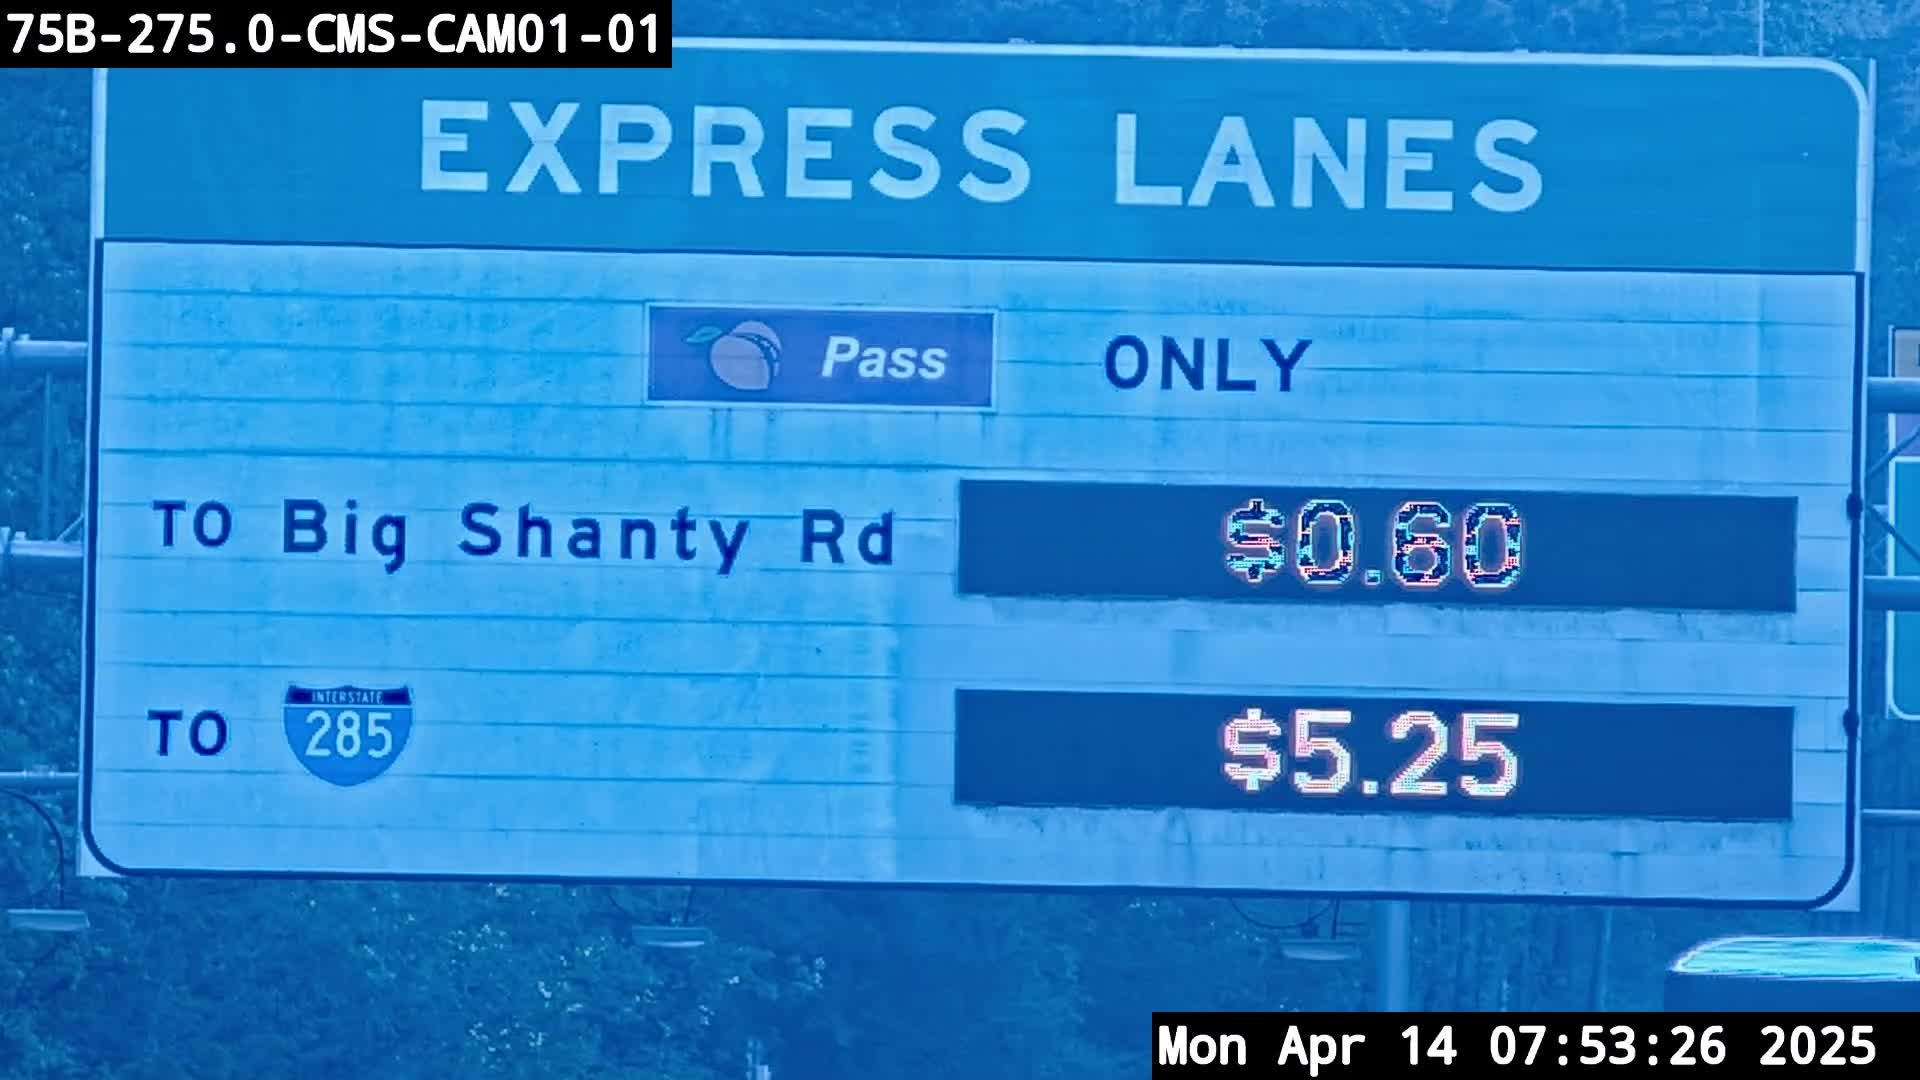 75B-275.0-CMS-CAM01-01
EXPRESS LANES
Pass ONLY
TO Big Shanty Rd $0.60
TO INTERSTATE 285 $5.25
Mon Apr 14 07:53:26 2025